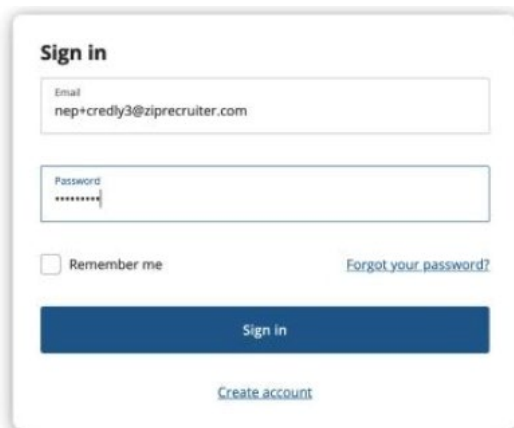 Sign in
Email
nep+credly3@ziprecruiter.com
Password
•••••••••
Remember me
Forgot your password?
Sign in
Create account